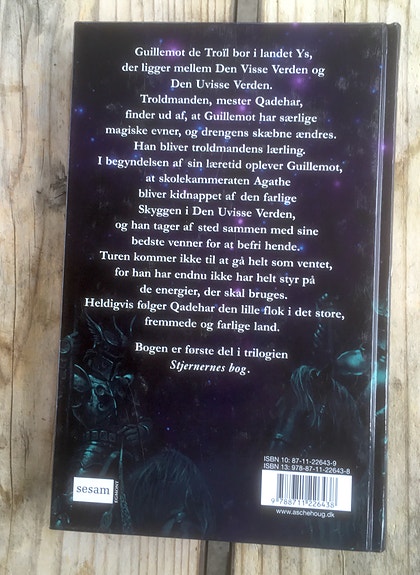 Guillemot de Troïl bor i landet Ys,
der ligger mellem Den Visse Verden og
Den Uvisse Verden.
Troldmanden, mester Qadehar,
finder ud af, at Guillemot har særlige
magiske evner, og drengens skæbne ændres.
Han bliver troldmandens lærling.
I begyndelsen af sin læretid oplever Guillemot,
at skolekammeraten Agathe
bliver kidnappet af den farlige
Skyggen i Den Uvisse Verden,
og han tager af sted sammen med sine
bedste venner for at befri hende.
Turen kommer ikke til at gå helt som ventet,
for han har endnu ikke har helt styr på
de energier, der skal bruges.
Heldigvis følger Qadehar den lille flok i det store,
fremmede og farlige land.
Bogen er første del i trilogien
Stjernernes bog.
ISBN 10: 87-11-22643-9
ISBN 13: 978-87-11-22643-8
9 788711 226438
www.aschehoug.dk
sesam
EGMONT